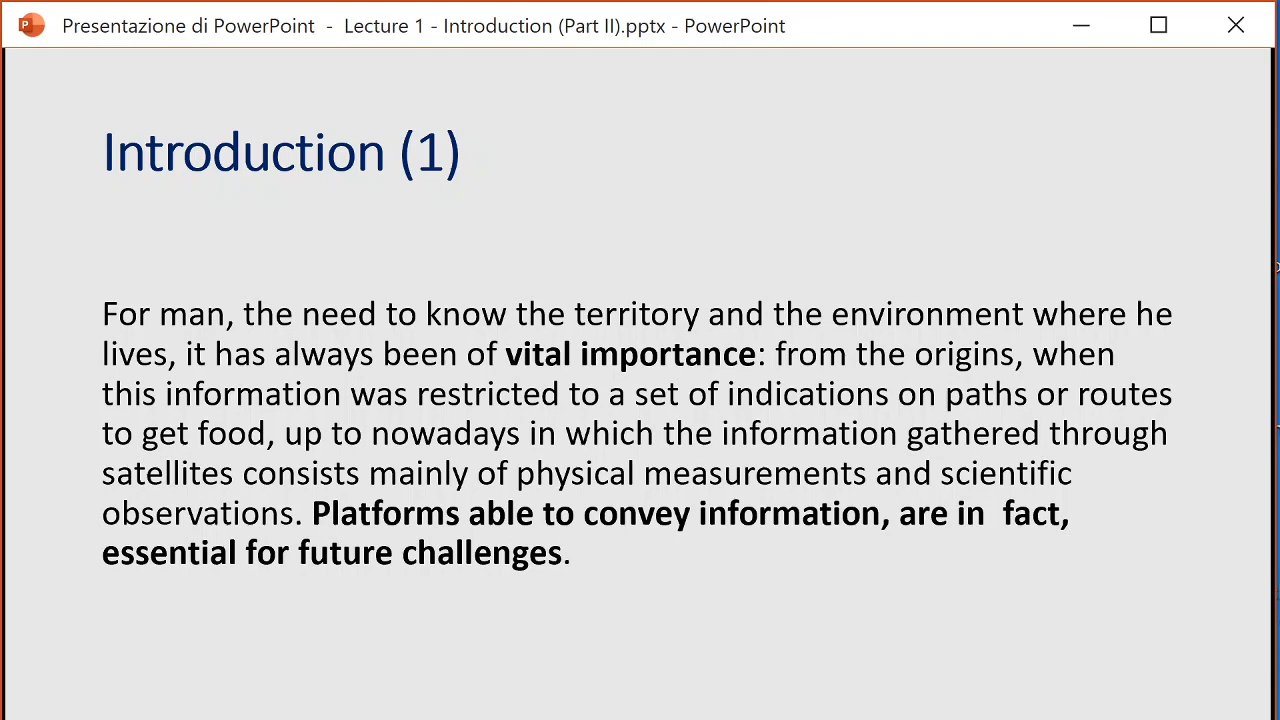 Presentazione di PowerPoint - Lecture 1 - Introduction (Part II).pptx - PowerPoint
Introduction (1)
For man, the need to know the territory and the environment where he
lives, it has always been of vital importance: from the origins, when
this information was restricted to a set of indications on paths or routes
to get food, up to nowadays in which the information gathered through
satellites consists mainly of physical measurements and scientific
observations. Platforms able to convey information, are in  fact,
essential for future challenges.